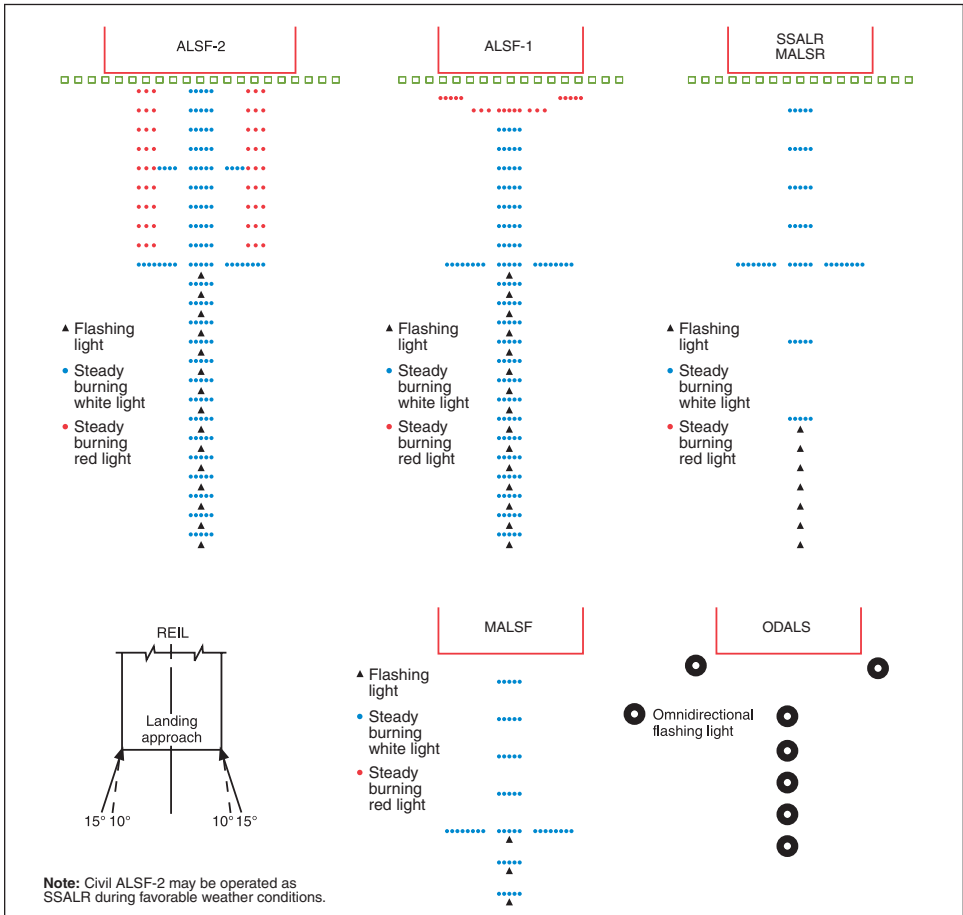 ALSF-2
ALSF-1
SSALR
MALSR
Flashing
light
Steady
burning
white light
Steady
burning
red light
Flashing
light
Steady
burning
white light
Steady
burning
red light
Flashing
light
Steady
burning
white light
Steady
burning
red light
REIL
Landing
approach
15° 10°
10° 15°
MALSF
Flashing
light
Steady
burning
white light
Steady
burning
red light
ODALS
Omnidirectional
flashing light
Note: Civil ALSF-2 may be operated as
SSALR during favorable weather conditions.